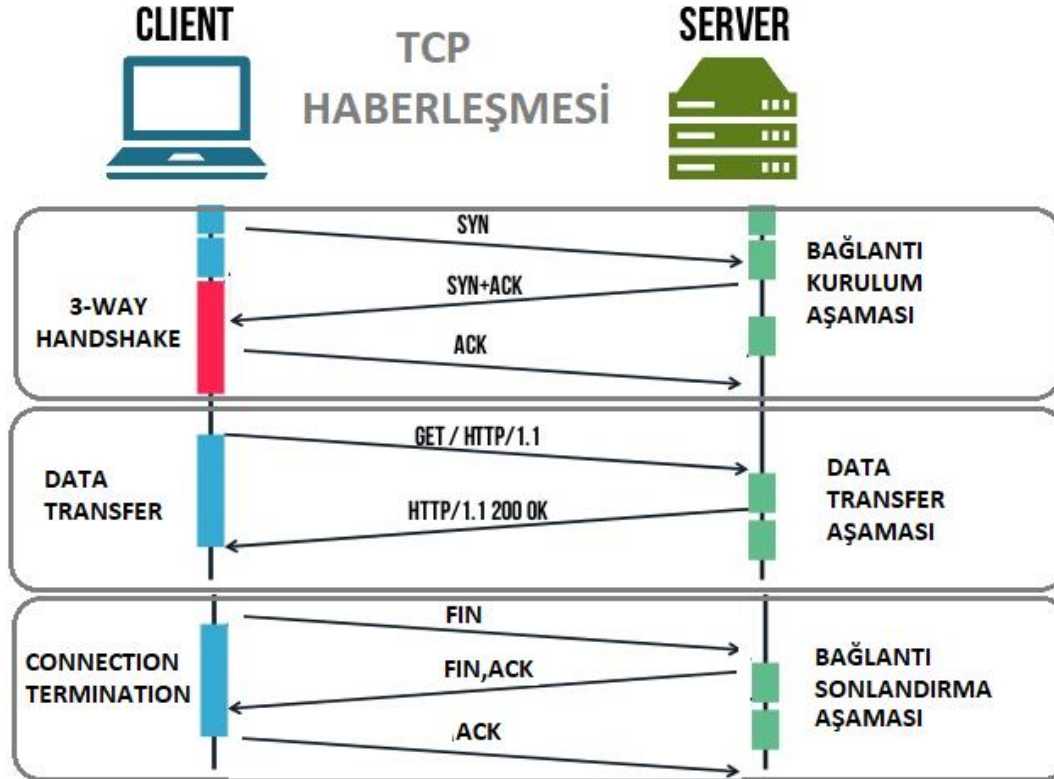 CLIENT
SERVER
TCP
HABERLEŞMESİ
SYN
SYN+ACK
ACK
3-WAY
HANDSHAKE
BAĞLANTI
KURULUM
AŞAMASI
GET / HTTP/1.1
HTTP/1.1 200 OK
DATA
TRANSFER
DATA
TRANSFER
AŞAMASI
FIN
FIN,ACK
,ACK
CONNECTION
TERMINATION
BAĞLANTI
SONLANDIRMA
AŞAMASI